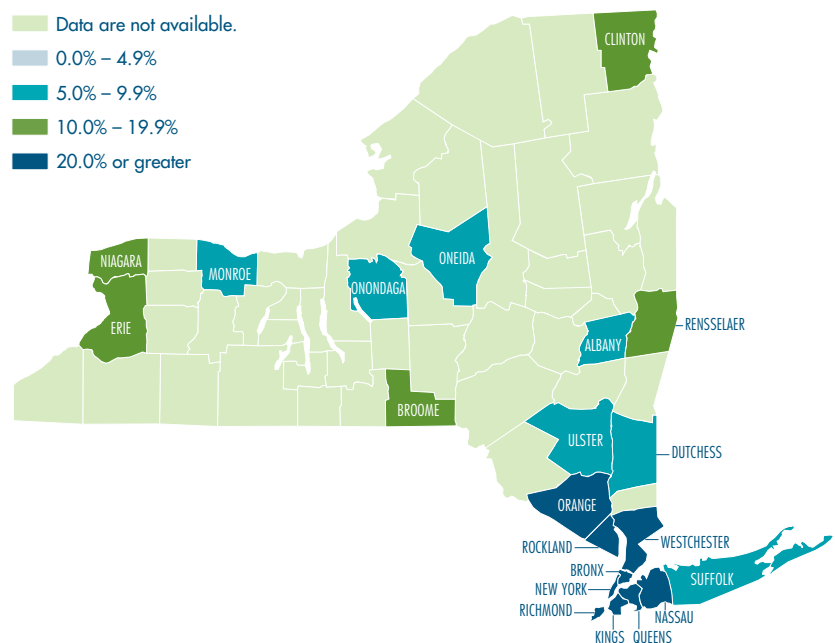 Data are not available.
0.0% – 4.9%
5.0% – 9.9%
10.0% – 19.9%
20.0% or greater
CLINTON
NIAGARA
MONROE
ONEIDA
ONONDAGA
ERIE
RENSSELAER
ALBANY
BROOME
ULSTER
DUTCHESS
ORANGE
ROCKLAND
WESTCHESTER
BRONX
SUFFOLK
NEW YORK
RICHMOND
NASSAU
KINGS
QUEENS